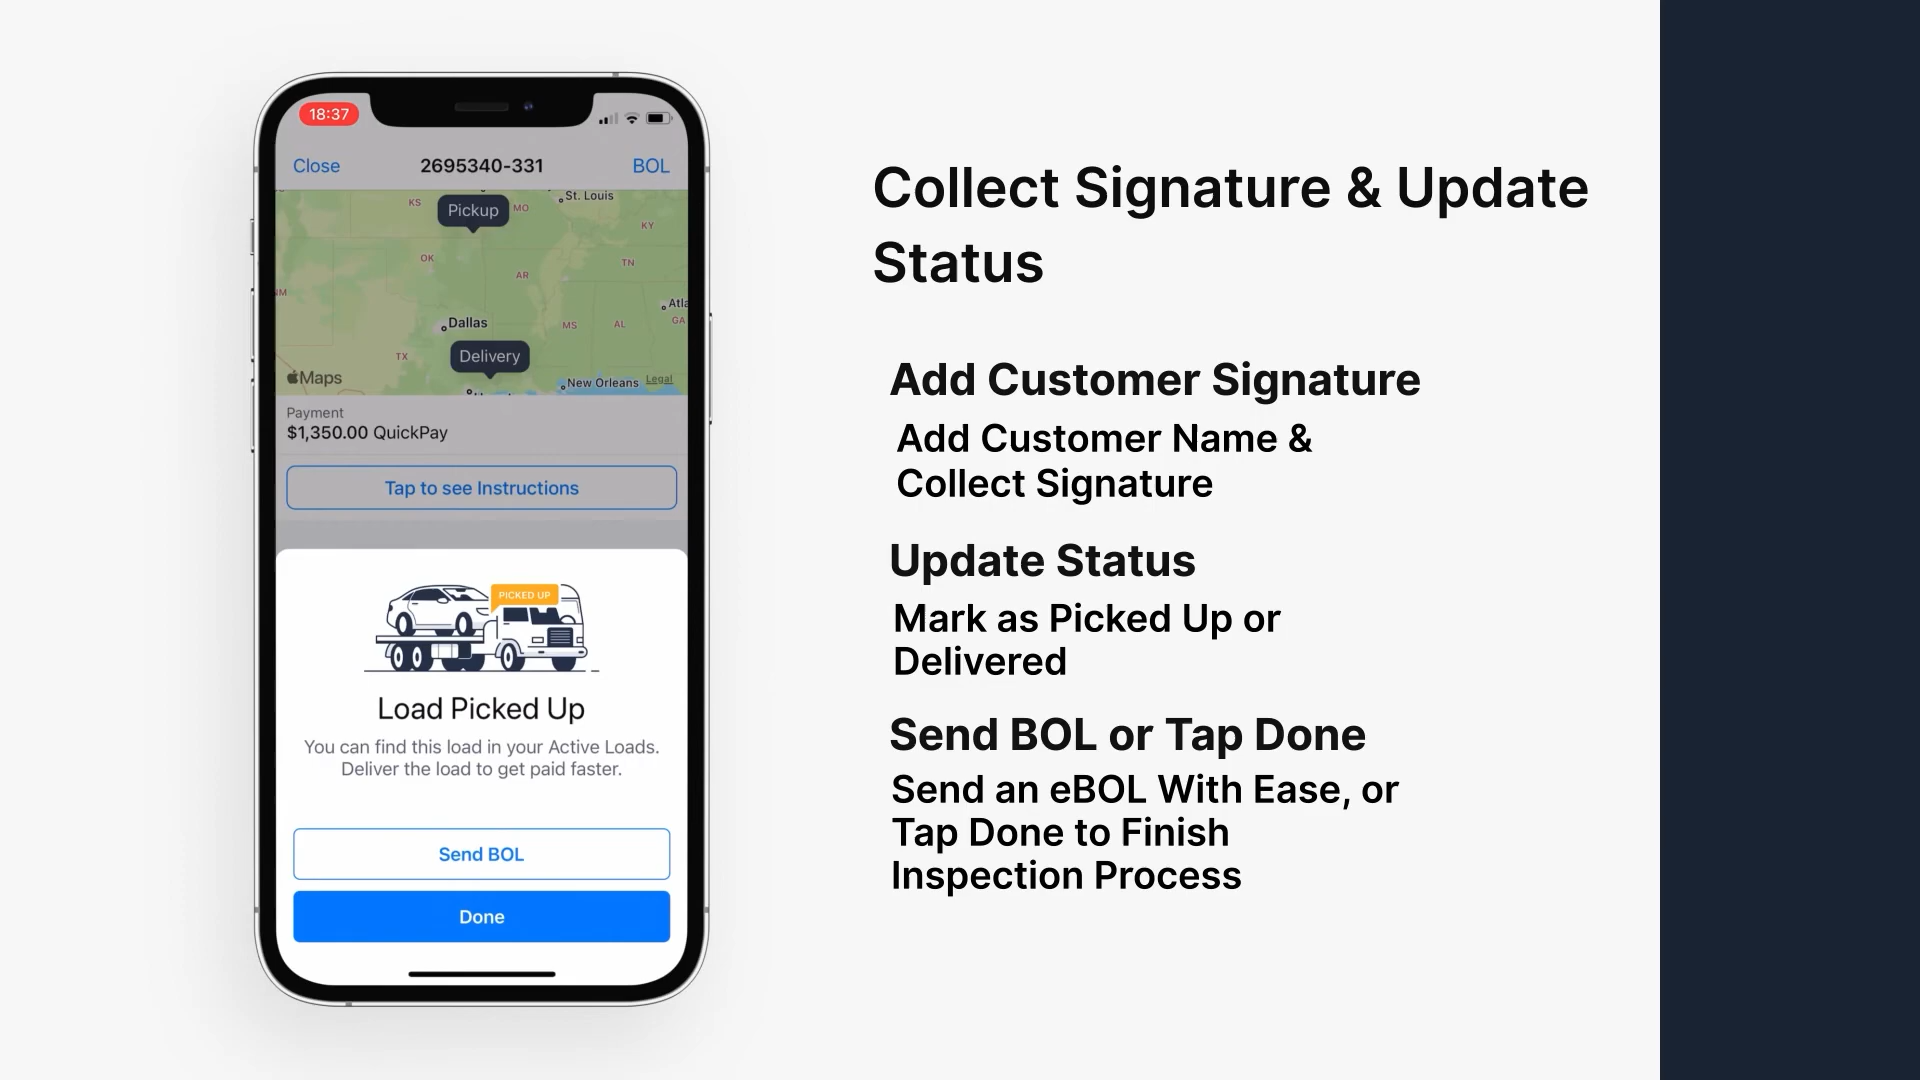 18:37
Close 2695340-331 BOL
St. Louis
KS
Pickup
MO
KY
OK
TN
AR
NM
Atla
GA
Dallas
MS
AL
TX
Delivery
Maps
New Orleans
Legal
Payment
$1,350.00 QuickPay
Tap to see Instructions
PICKED UP
Load Picked Up
You can find this load in your Active Loads.
Deliver the load to get paid faster.
Send BOL
Done
Collect Signature & Update
Status
Add Customer Signature
Add Customer Name &
Collect Signature
Update Status
Mark as Picked Up or
Delivered
Send BOL or Tap Done
Send an eBOL With Ease, or
Tap Done to Finish
Inspection Process